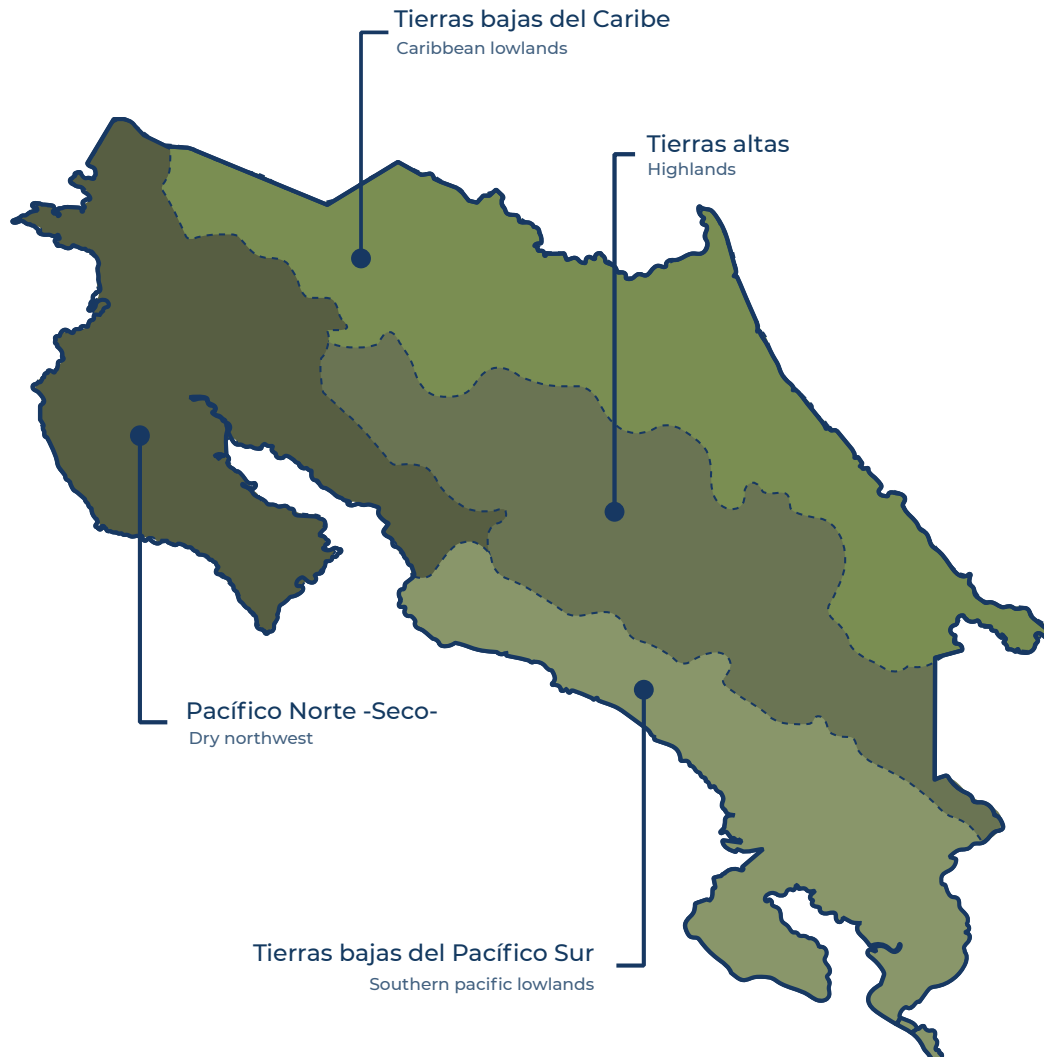 Tierras bajas del Caribe
Caribbean lowlands
Tierras altas
Highlands
Pacífico Norte -Seco-
Dry northwest
Tierras bajas del Pacífico Sur
Southern pacific lowlands